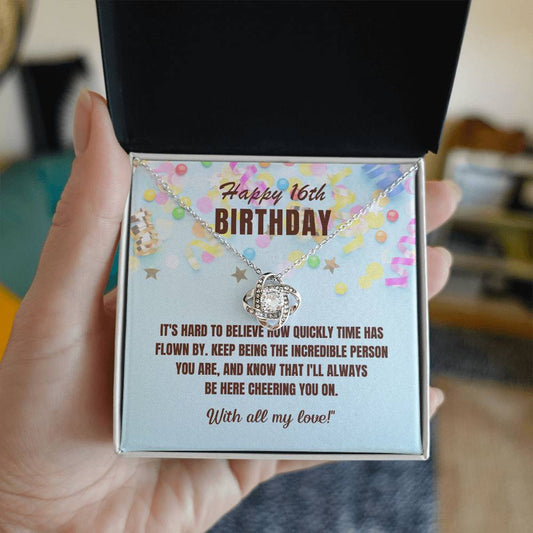 Happy 16th
BIRTHDAY
IT'S HARD TO BELIEVE HOW QUICKLY TIME HAS
FLOWN BY. KEEP BEING THE INCREDIBLE PERSON
YOU ARE, AND KNOW THAT I'LL ALWAYS
BE HERE CHEERING YOU ON.
With all my love!"